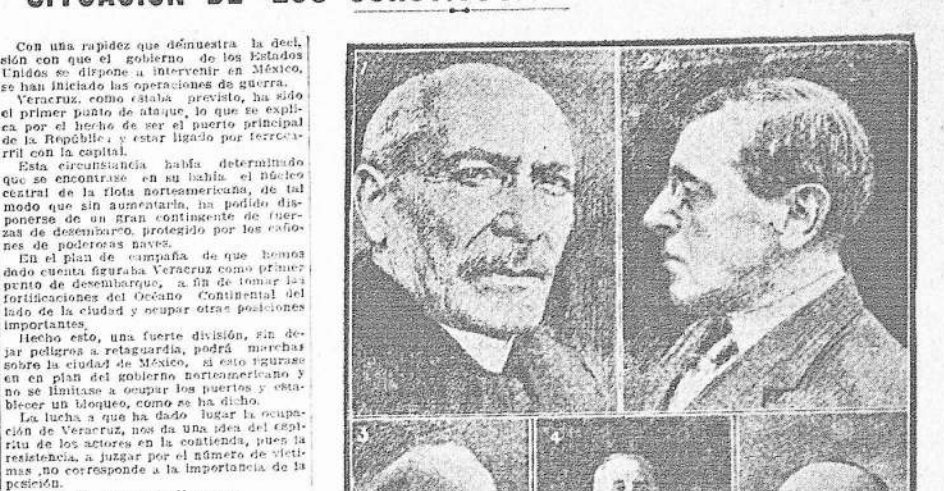 SITUACION DE LOS
Con una rapidez que demuestra la deci,
sión con que el gobierno de los Estados
Unidos se dispone a intervenir en México,
se han iniciado las operaciones de guerra.
Veracruz, como estaba previsto, ha sido
el primer punto de ataque, lo que se expli-
ca por el hecho de ser el puerto principal
de la República y estar ligado por ferroca-
rril con la capital.
Esta circunstancia había determinado
que se encontrase en su bahía el núcleo
central de la flota norteamericana, de tal
modo que sin aumentarla, ha podido dis-
ponerse de un gran contingente de fuer-
zas de desembarco, protegido por los caño-
nes de poderosas naves.
En el plan de campaña de que hemos
dado cuenta figuraba Veracruz como primer
punto de desembarque, a fin de tomar las
fortificaciones del Océano Continental del
lado de la ciudad y ocupar otras posiciones
importantes,
Hecho esto, una fuerte división, sin de-
jar peligros a retaguardia, podrá marchar
sobre la ciudad de México, si esto figurase
en en plan del gobierno norteamericano y
no se limitase a ocupar los puertos y esta-
blecer un bloqueo, como se ha dicho.
La lucha a que ha dado lugar la ocupa-
ción de Veracruz, nos da una idea del espí-
ritu de los actores en la contienda, pues la
resistencia, a juzgar por el número de vícti-
mas ,no corresponde a la importancia de la
posición.
1
2
3
4